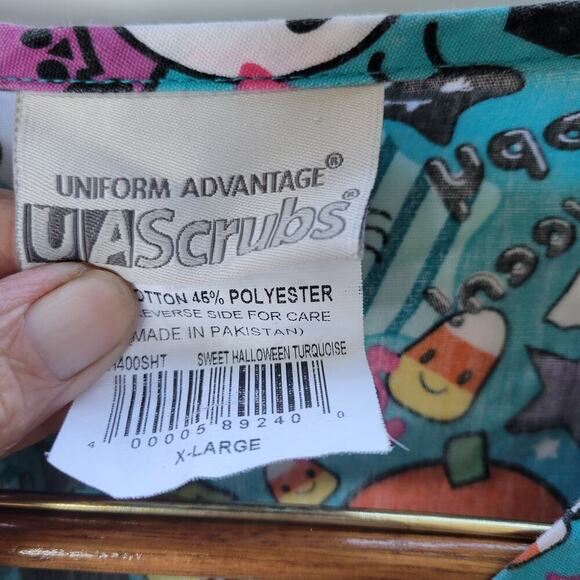 UNIFORM ADVANTAGE®
UAScrubs®
OTTON 45% POLYESTER
REVERSE SIDE FOR CARE
MADE IN PAKISTAN)
400SHT SWEET HALLOWEEN TURQUOISE
4 00005 89240 0
X-LARGE